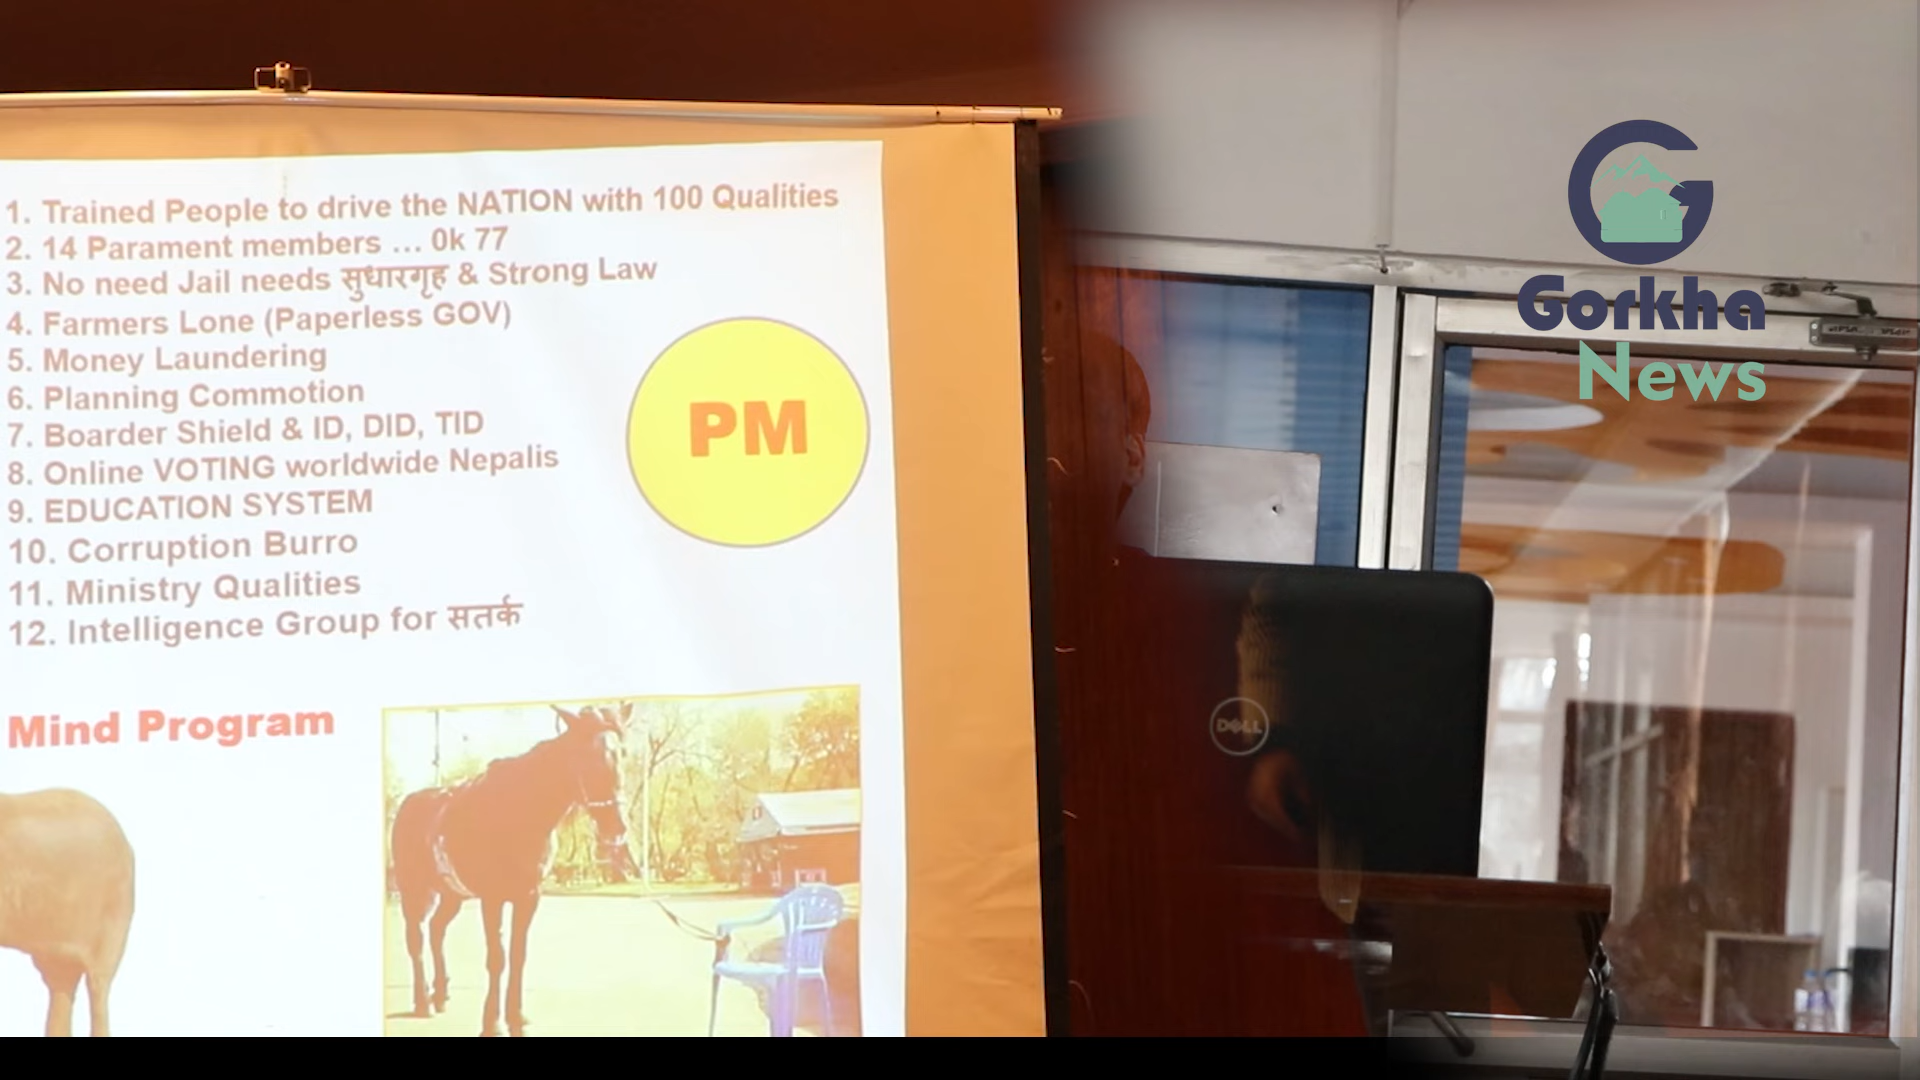 1. Trained People to drive the NATION with 100 Qualities
2. 14 Parament members ... 0k 77
3. No need Jail needs सुधारगृह & Strong Law
4. Farmers Lone (Paperless GOV)
5. Money Laundering
6. Planning Commotion
7. Boarder Shield & ID, DID, TID
8. Online VOTING worldwide Nepalis
9. EDUCATION SYSTEM
10. Corruption Burro
11. Ministry Qualities
12. Intelligence Group for सतर्क
PM
Mind Program
DELL
Gorkha
News